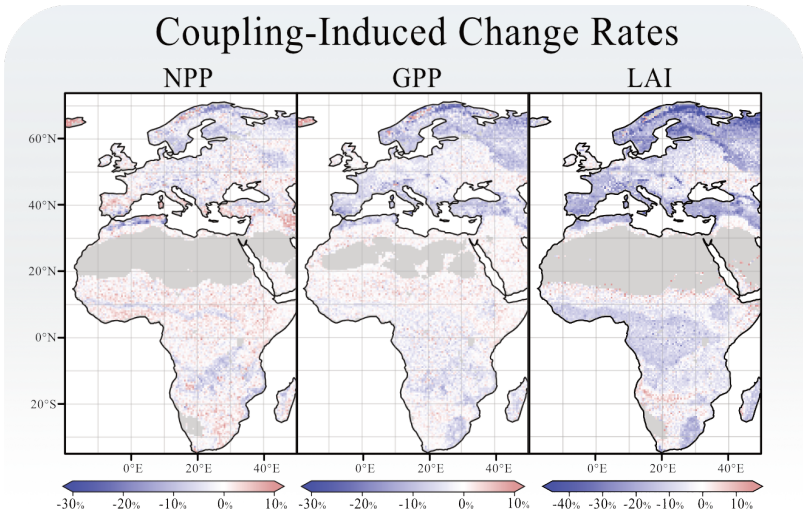 Coupling-Induced Change Rates
NPP GPP LAI
60°N
40°N
20°N
0°N
20°S
0°E 20°E 40°E 0°E 20°E 40°E 0°E 20°E 40°E
-30% -20% -10% 0% 10% -30% -20% -10% 0% 10% -40% -30% -20% -10% 0% 10%